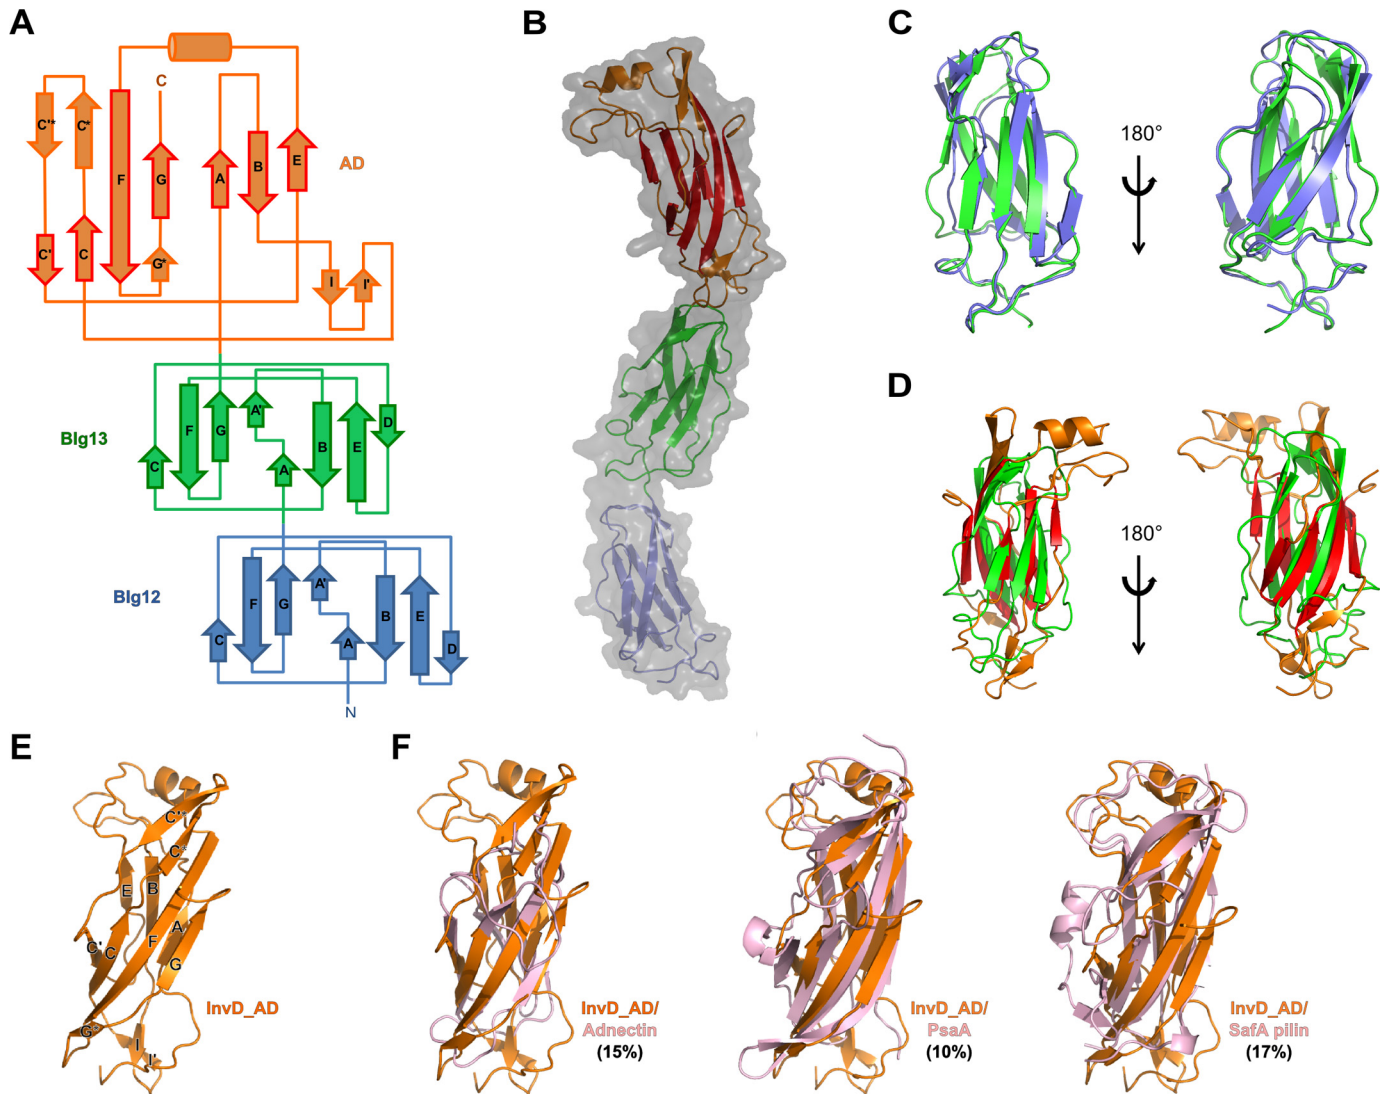 A
B
C
D
E
F
C
C'*
C*
F
G
A
B
E
AD
C'
C
G*
I
I'
BIg13
C
F
G
A'
A
B
E
D
BIg12
C
F
G
A'
A
B
E
D
N
180°
180°
C'*
C*
E
B
C'
C
F
A
G
G*
I
I'
InvD_AD
InvD_AD/
Adnectin
(15%)
InvD_AD/
PsaA
(10%)
InvD_AD/
SafA pilin
(17%)